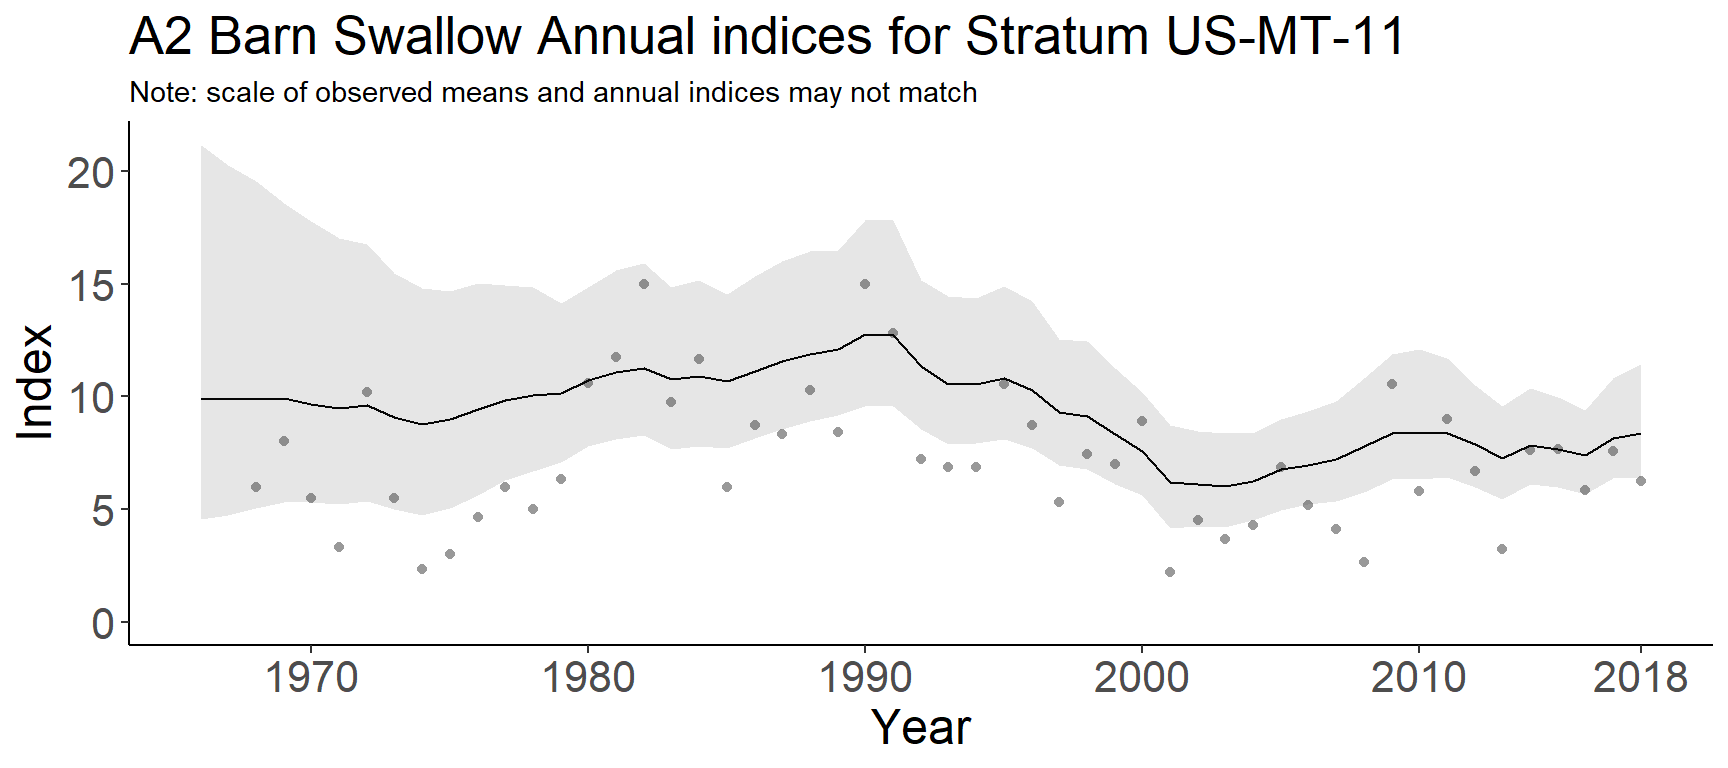 A2 Barn Swallow Annual indices for Stratum US-MT-11
Note: scale of observed means and annual indices may not match
20
15
10
5
0
Index
1970 1980 1990 2000 2010 2018
Year